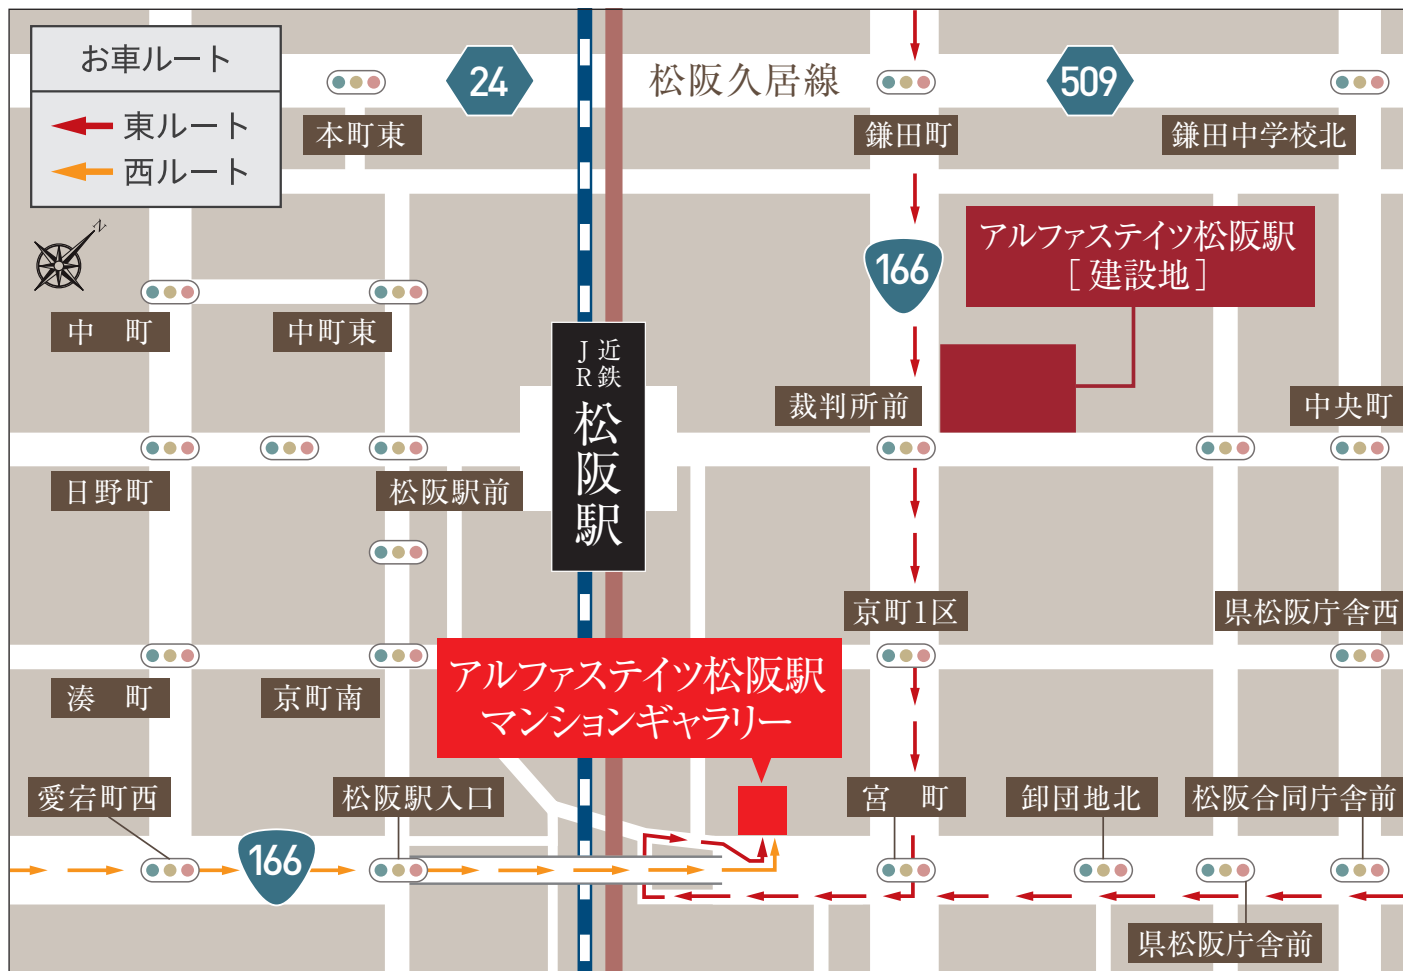 お車ルート
東ルート
西ルート
N
24
松阪久居線
509
本町東
鎌田町
鎌田中学校北
アルファステイツ松阪駅
［建設地］
166
中 町
中町東
JR
近鉄
松阪駅
裁判所前
中央町
日野町
松阪駅前
京町1区
県松阪庁舎西
湊 町
京町南
アルファステイツ松阪駅
マンションギャラリー
愛宕町西
松阪駅入口
宮 町
卸団地北
松阪合同庁舎前
166
県松阪庁舎前